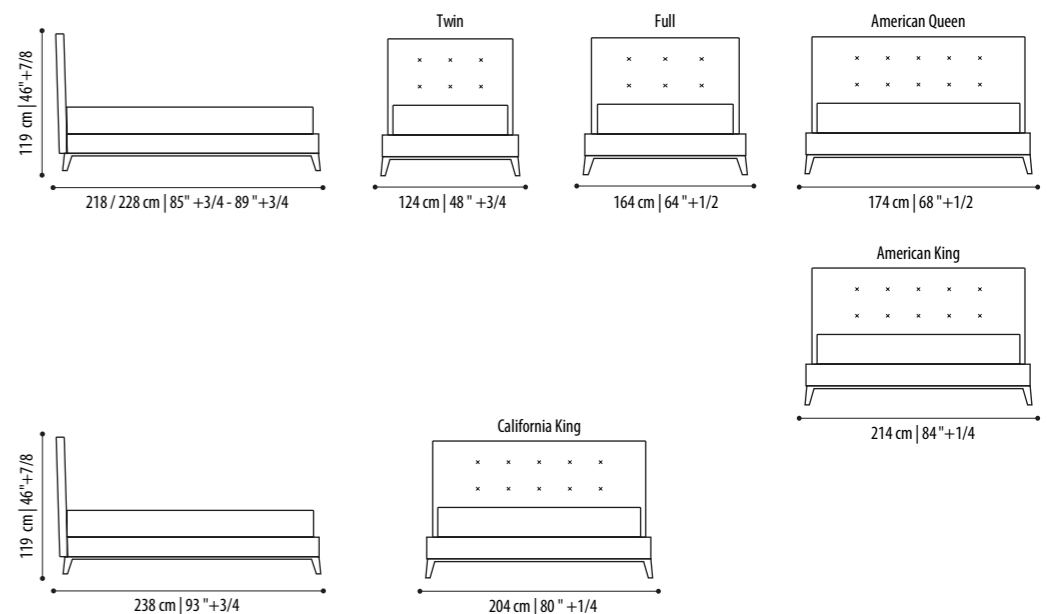 Twin
Full
American Queen
119 cm | 46"+7/8
218 / 228 cm | 85" +3/4 - 89 "+3/4
124 cm | 48 " +3/4
164 cm | 64 "+1/2
174 cm | 68 "+1/2
American King
214 cm | 84 "+1/4
California King
119 cm | 46"+7/8
238 cm | 93 "+3/4
204 cm | 80 " +1/4